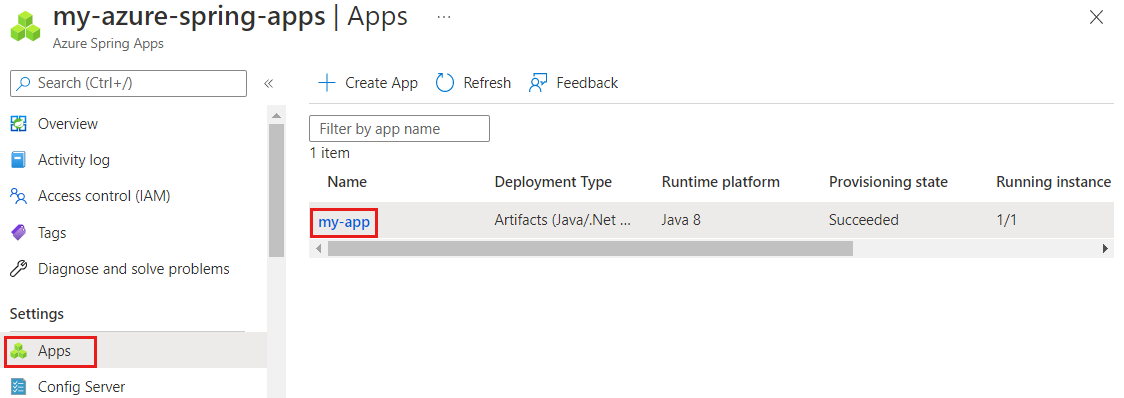 my-azure-spring-apps | Apps ...
Azure Spring Apps
Search (Ctrl+/)
Overview
Activity log
Access control (IAM)
Tags
Diagnose and solve problems
Settings
Apps
Config Server
Create App Refresh Feedback
Filter by app name
1 item
Name Deployment Type Runtime platform Provisioning state Running instance
my-app Artifacts (Java/.Net ... Java 8 Succeeded 1/1